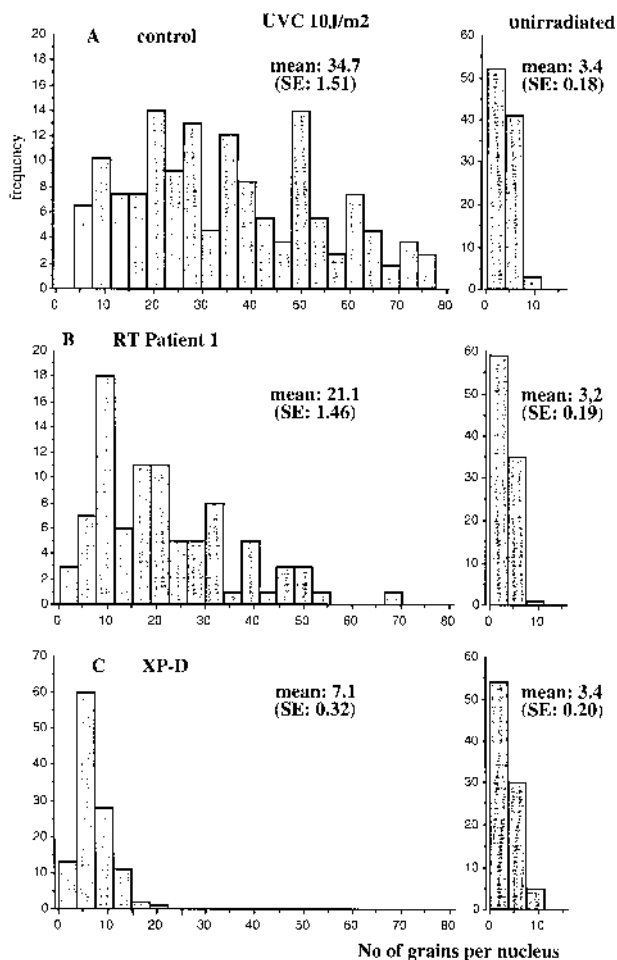 UVC 10J/m2
unirradiated
A control
mean: 34.7
(SE: 1.51)
frequency
20
18
16
14
12
10
8
6
4
2
0
0 10 20 30 40 50 60 70 80
mean: 3.4
(SE: 0.18)
60
50
40
30
20
10
0
0 10
B RT Patient 1
mean: 21.1
(SE: 1.46)
20
18
16
14
12
10
8
6
4
2
0
0 10 20 30 40 50 60 70 80
mean: 3,2
(SE: 0.19)
60
50
40
30
20
10
0
0 10
C XP-D
mean: 7.1
(SE: 0.32)
70
60
50
40
30
20
10
0
0 10 20 30 40 50 60 70 80
mean: 3.4
(SE: 0.20)
60
50
40
30
20
10
0
0 10
No of grains per nucleus